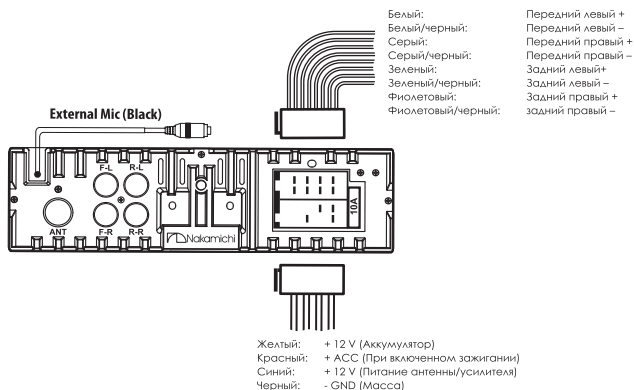 Белый: Передний левый +
Белый/черный: Передний левый –
Серый: Передний правый +
Серый/черный: Передний правый –
Зеленый: Задний левый+
Зеленый/черный: Задний левый –
Фиолетовый: Задний правый +
Фиолетовый/черный: задний правый –
External Mic (Black)
F-L R-L
ANT F-R R-R
Nakamichi
10A
Желтый: + 12 V (Аккумулятор)
Красный: + ACC (При включенном зажигании)
Синий: + 12 V (Питание антенны/усилителя)
Черный: - GND (Масса)